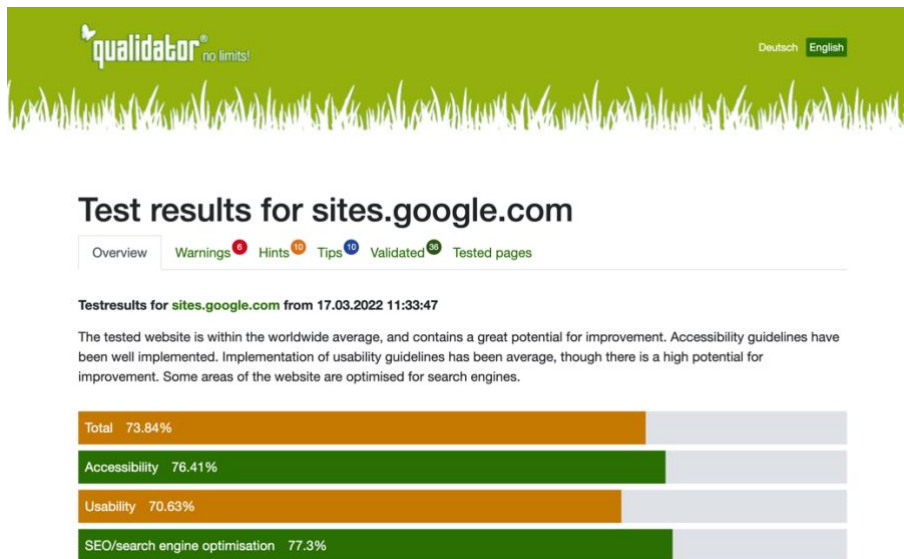 qualidator® no limits!
Deutsch English
Test results for sites.google.com
Overview Warnings 6 Hints 10 Tips 10 Validated 36 Tested pages
Testresults for sites.google.com from 17.03.2022 11:33:47
The tested website is within the worldwide average, and contains a great potential for improvement. Accessibility guidelines have
been well implemented. Implementation of usability guidelines has been average, though there is a high potential for
improvement. Some areas of the website are optimised for search engines.
Total 73.84%
Accessibility 76.41%
Usability 70.63%
SEO/search engine optimisation 77.3%